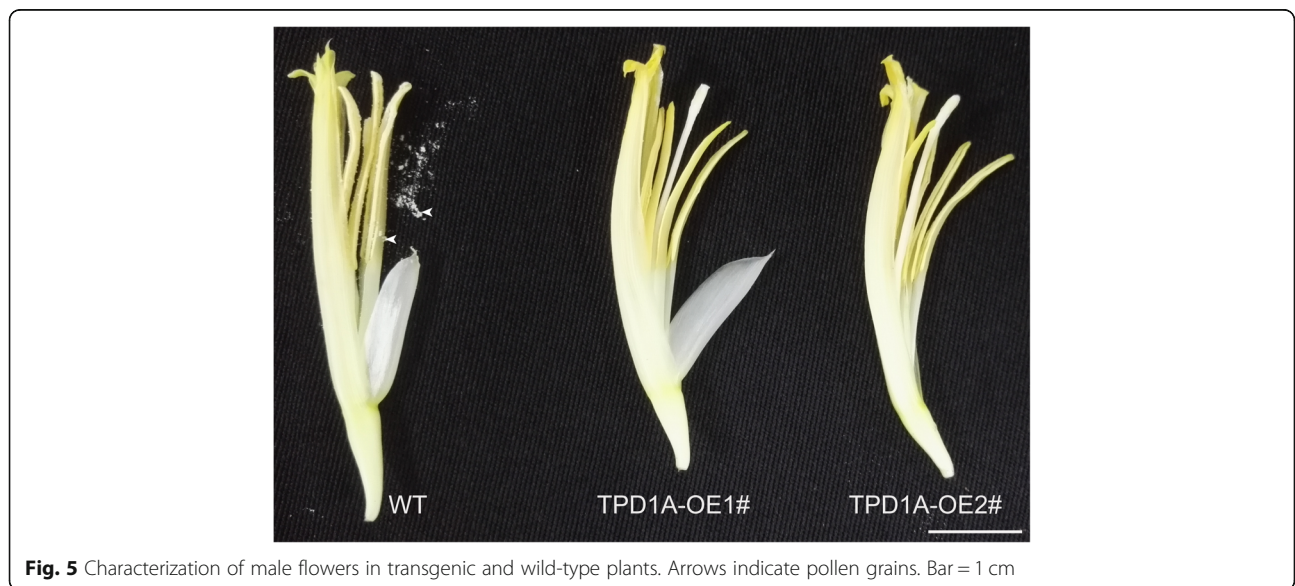 WT
TPD1A-OE1#
TPD1A-OE2#
Fig. 5 Characterization of male flowers in transgenic and wild-type plants. Arrows indicate pollen grains. Bar = 1 cm